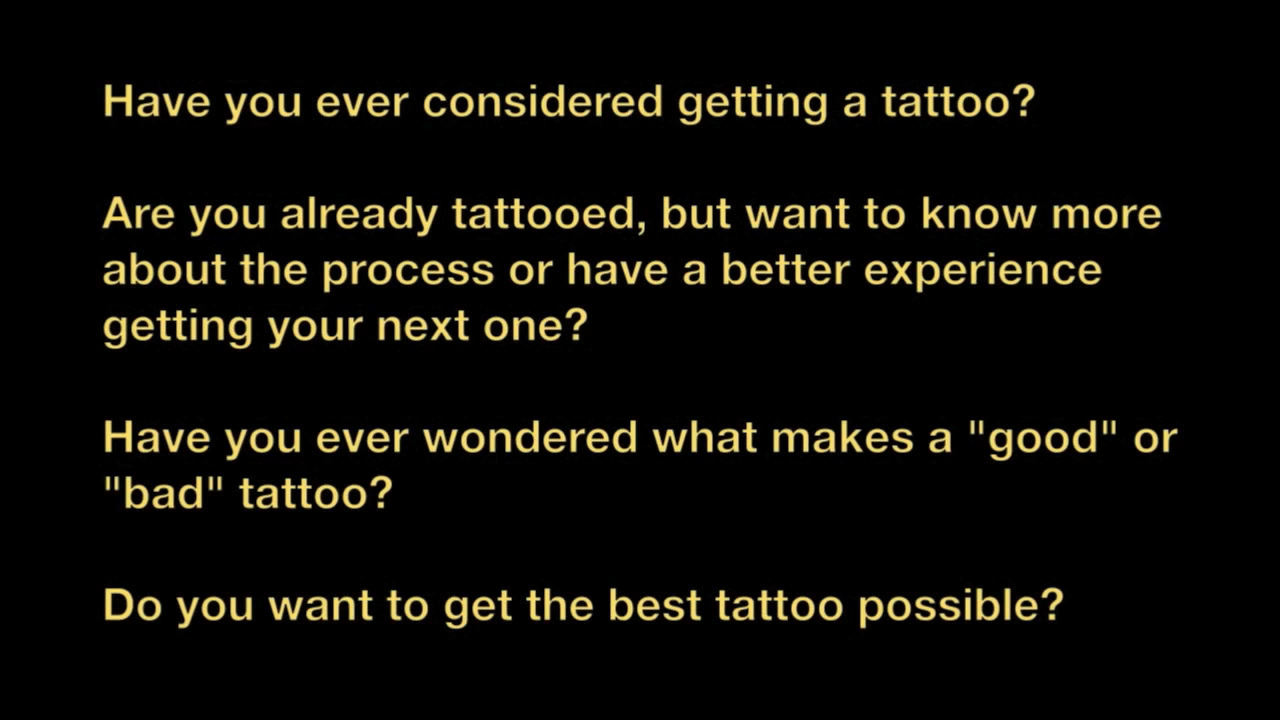 Have you ever considered getting a tattoo?
Are you already tattooed, but want to know more
about the process or have a better experience
getting your next one?
Have you ever wondered what makes a "good" or
"bad" tattoo?
Do you want to get the best tattoo possible?